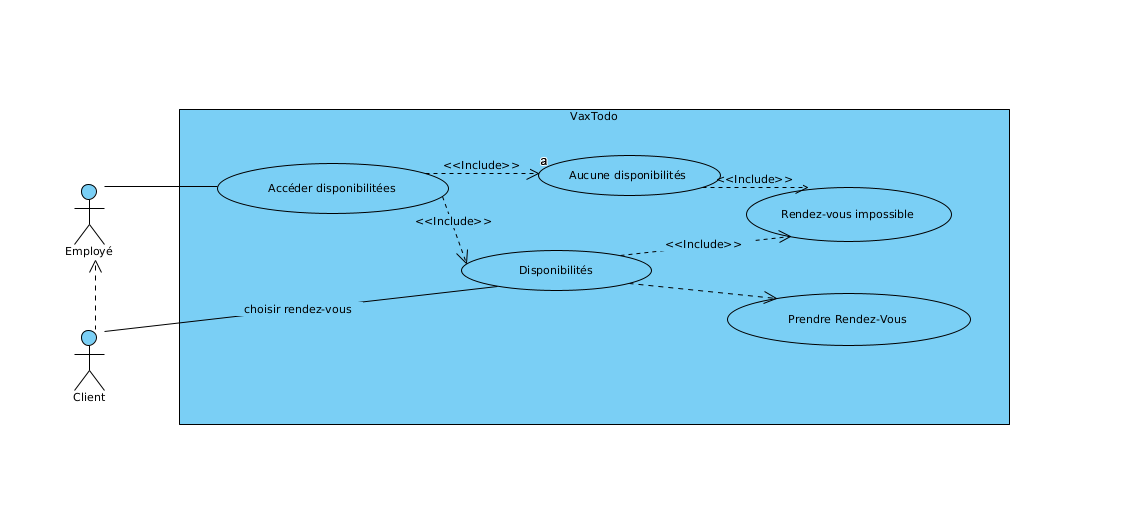 VaxTodo
<<Include>>
a
Accéder disponibilitées
Aucune disponibilités
<<Include>>
Rendez-vous impossible
<<Include>>
Employé
<<Include>>
Disponibilités
choisir rendez-vous
Prendre Rendez-Vous
Client